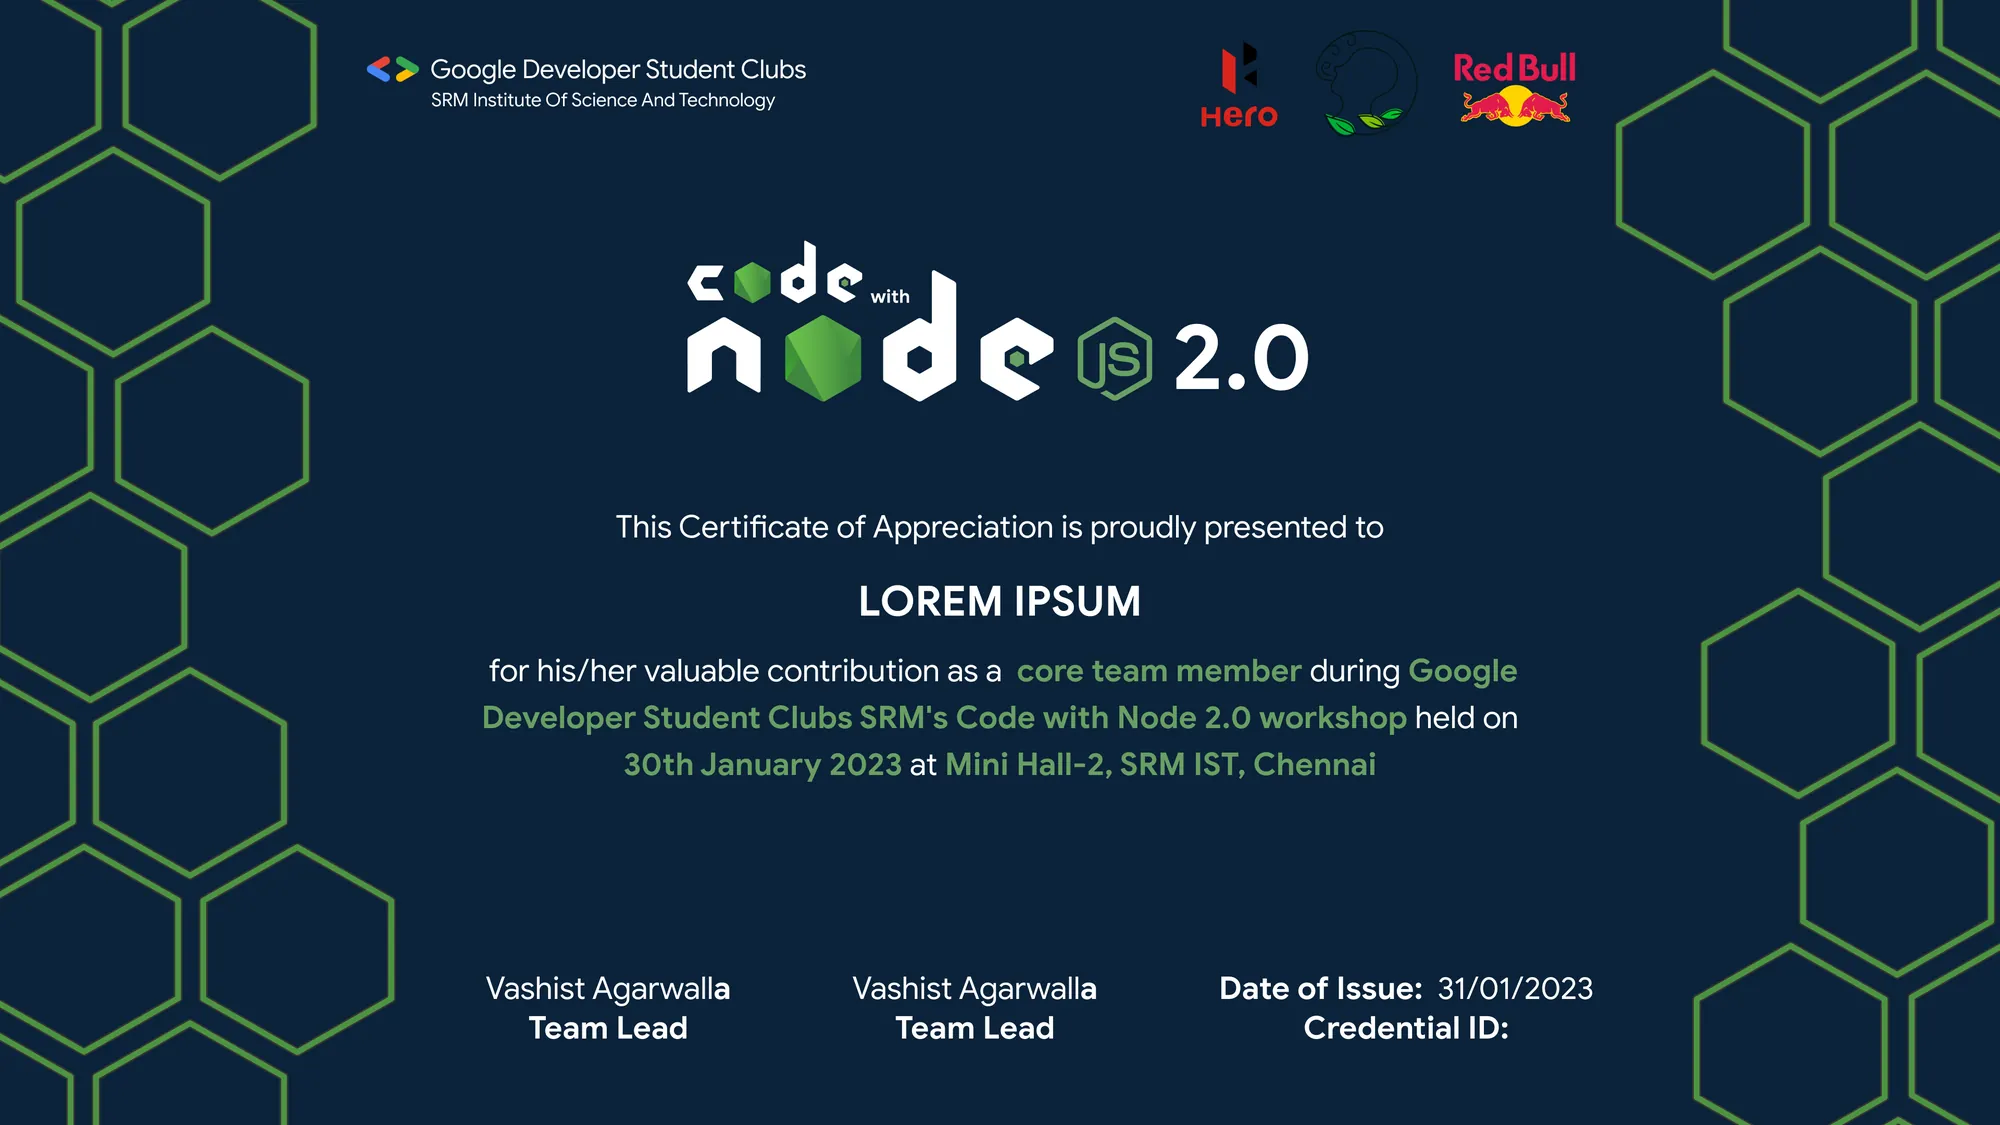 Google Developer Student Clubs
SRM Institute Of Science And Technology
Hero
Red Bull
code with
node JS 2.0
This Certificate of Appreciation is proudly presented to
LOREM IPSUM
for his/her valuable contribution as a core team member during Google
Developer Student Clubs SRM's Code with Node 2.0 workshop held on
30th January 2023 at Mini Hall-2, SRM IST, Chennai
Vashist Agarwalla
Team Lead
Vashist Agarwalla
Team Lead
Date of Issue: 31/01/2023
Credential ID: